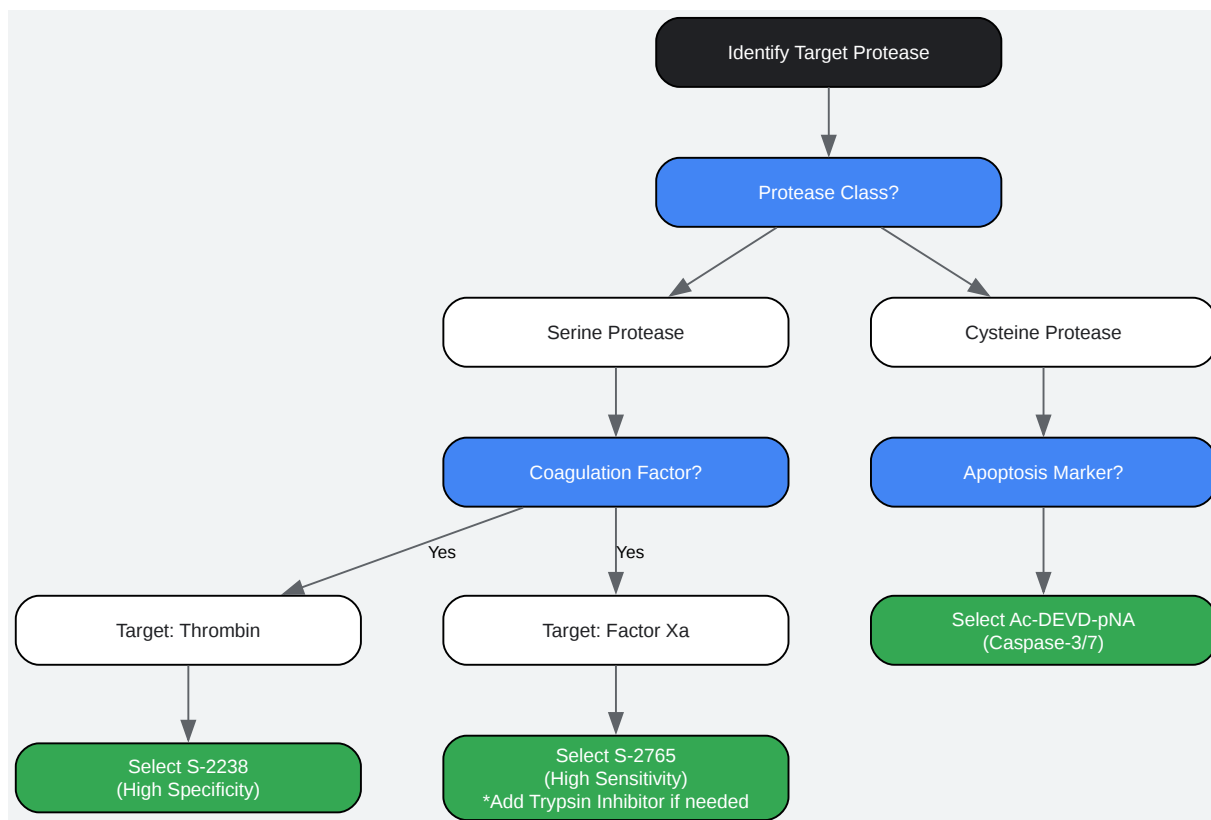 Identify Target Protease
Protease Class?
Serine Protease
Cysteine Protease
Coagulation Factor?
Apoptosis Marker?
Yes
Yes
Target: Thrombin
Target: Factor Xa
Select Ac-DEVD-pNA
(Caspase-3/7)
Select S-2238
(High Specificity)
Select S-2765
(High Sensitivity)
*Add Trypsin Inhibitor if needed